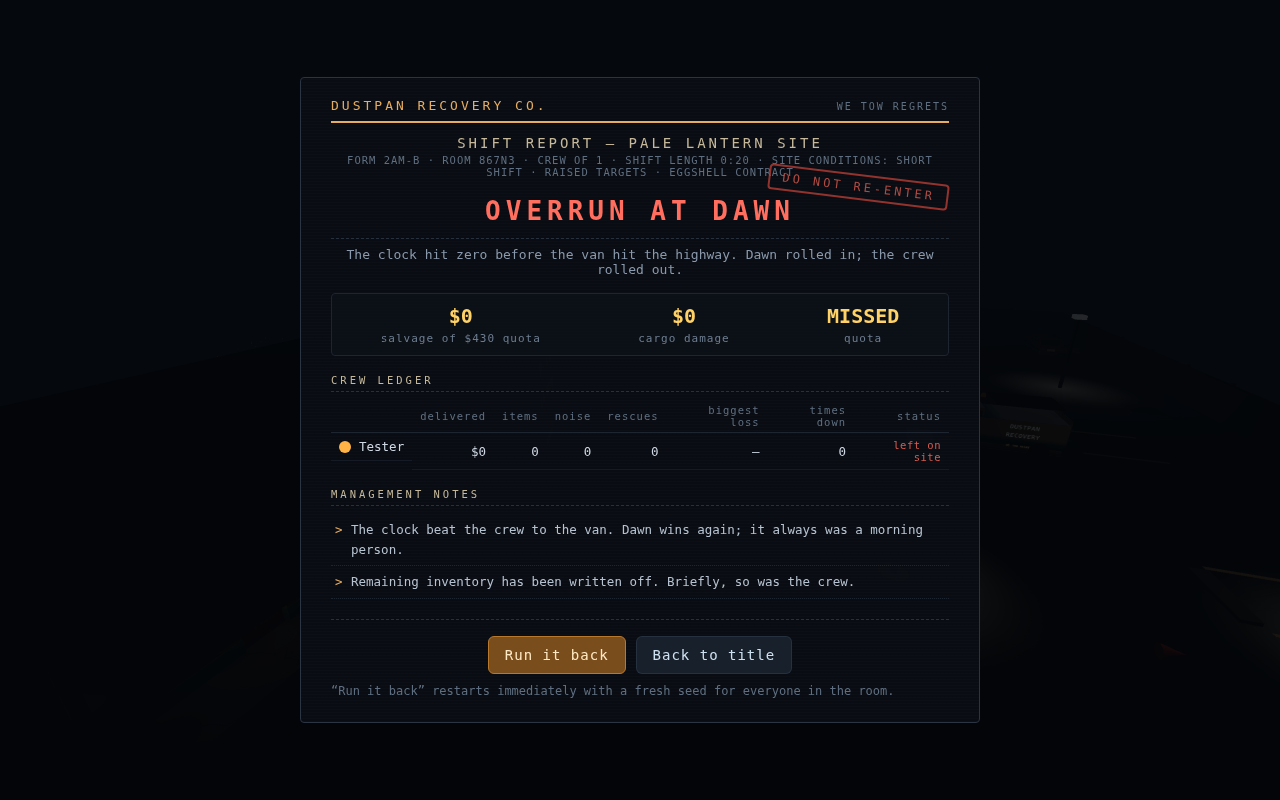 DUSTPAN RECOVERY CO.
WE TOW REGRETS
SHIFT REPORT — PALE LANTERN SITE
FORM 2AM-B · ROOM 867N3 · CREW OF 1 · SHIFT LENGTH 0:20 · SITE CONDITIONS: SHORT
SHIFT · RAISED TARGETS · EGGSHELL CONTRACT
DO NOT RE-ENTER
OVERRUN AT DAWN
The clock hit zero before the van hit the highway. Dawn rolled in; the crew
rolled out.
$0 $0 MISSED
salvage of $430 quota cargo damage quota
CREW LEDGER
delivered items noise rescues biggest loss times down status
Tester $0 0 0 0 — 0 left on site
MANAGEMENT NOTES
> The clock beat the crew to the van. Dawn wins again; it always was a morning
person.
> Remaining inventory has been written off. Briefly, so was the crew.
Run it back Back to title
“Run it back” restarts immediately with a fresh seed for everyone in the room.
DUSTPAN
RECOVERY